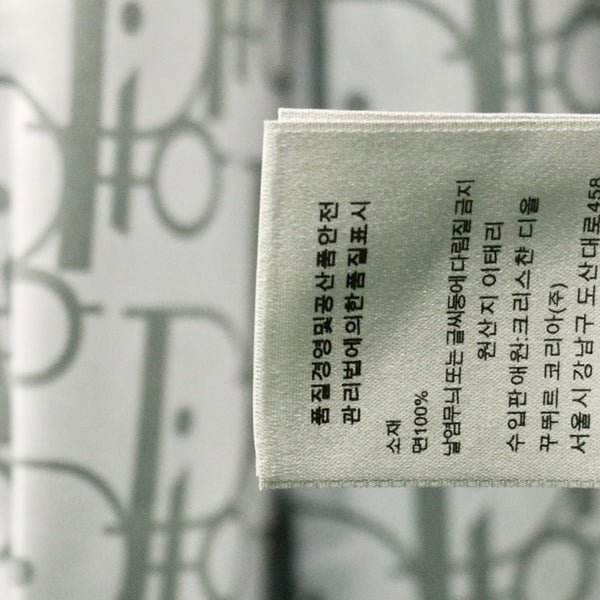 품질경영및공산품안전
관리법에의한품질표시
소재
면100%
날염무늬또는글씨등에다림질금지
원산지 이태리
수입판애원:크리스챤 디올
꾸뛰르 코리아(주)
서울시 강남구 도산대로458